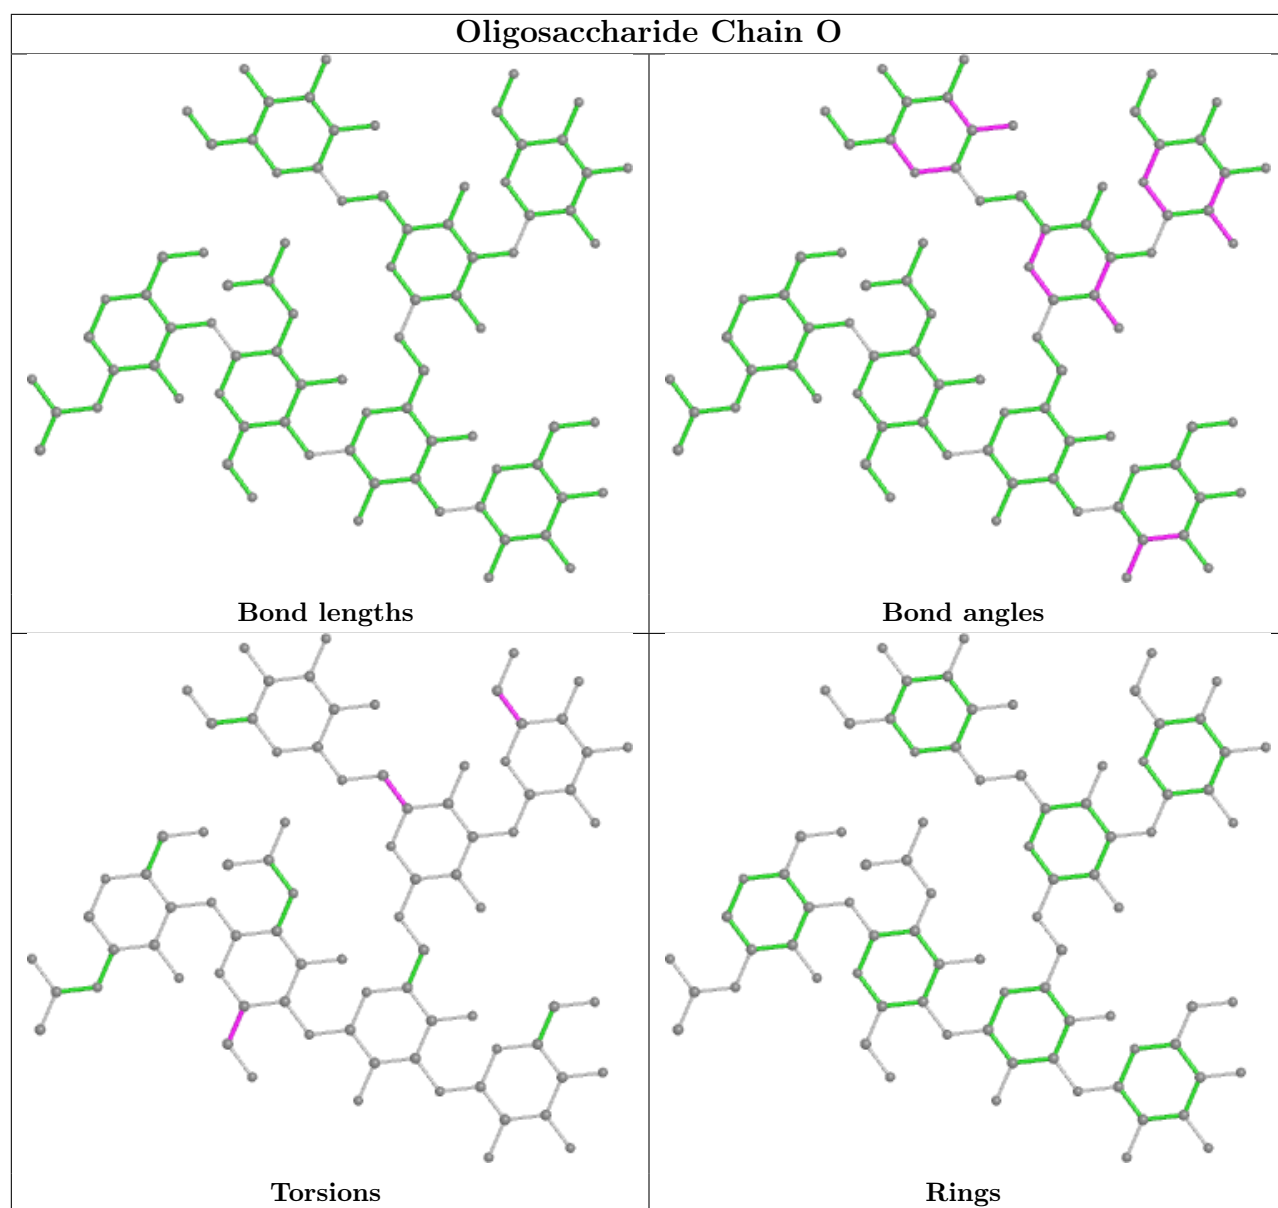 Oligosaccharide Chain O
Bond lengths
Bond angles
Torsions
Rings